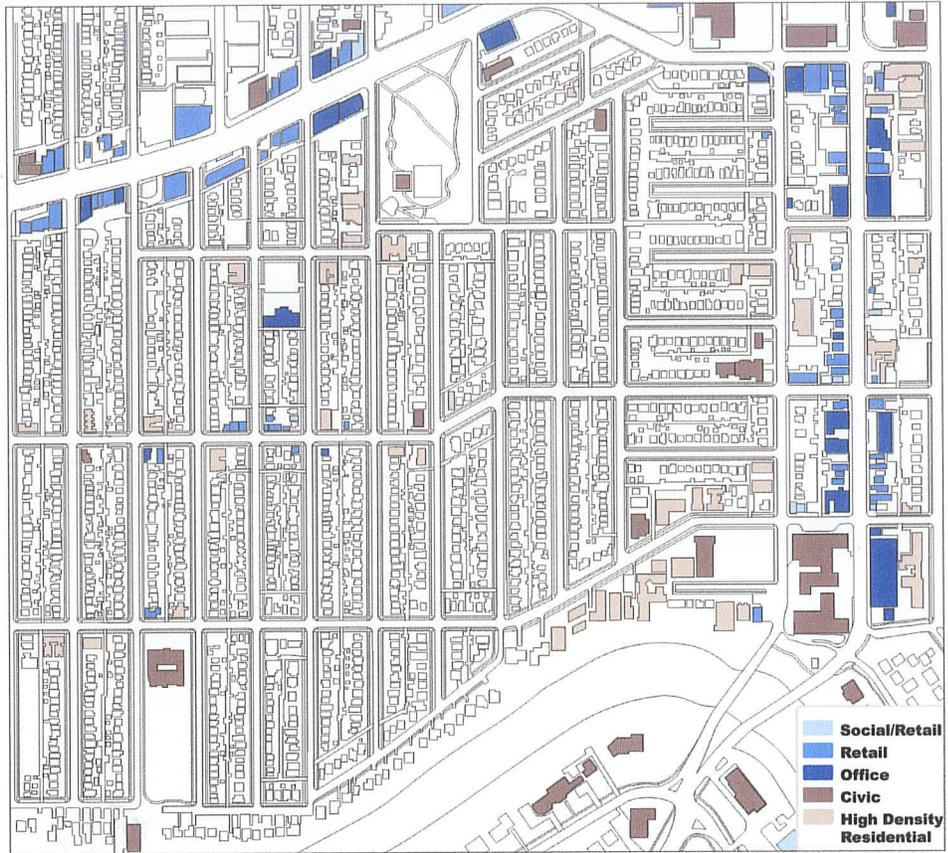 Social/Retail
Retail
Office
Civic
High Density
Residential